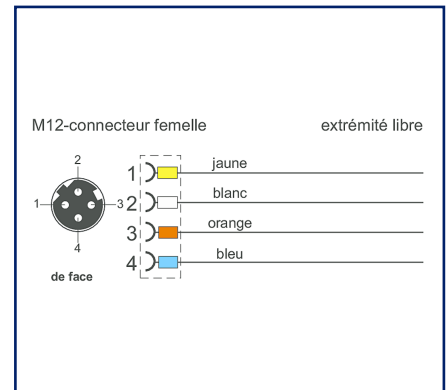 M12-connecteur femelle extrémité libre
2
1 3
4
de face
1 jaune
2 blanc
3 orange
4 bleu